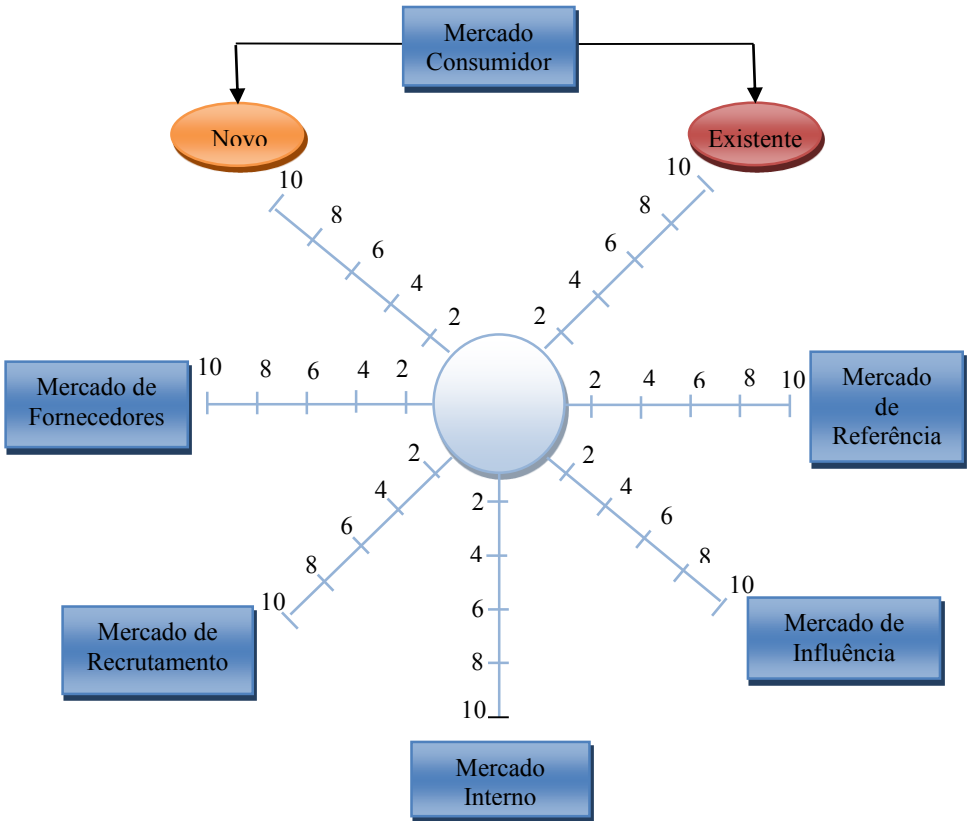 Mercado
Consumidor
Novo
Existente
10
8
6
4
2
10
8
6
4
2
10
8
6
4
2
Mercado de
Fornecedores
2
4
6
8
10
Mercado
de
Referência
2
4
6
8
10
Mercado de
Recrutamento
2
4
6
8
10
Mercado
Interno
2
4
6
8
10
Mercado de
Influência